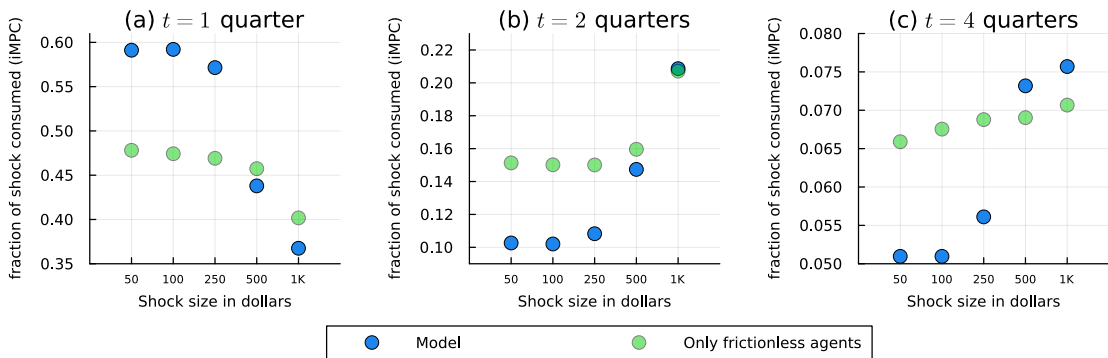 (a) t = 1 quarter
fraction of shock consumed (iMPC)
0.60
0.55
0.50
0.45
0.40
0.35
50 100 250 500 1K
Shock size in dollars
(b) t = 2 quarters
fraction of shock consumed (iMPC)
0.22
0.20
0.18
0.16
0.14
0.12
0.10
50 100 250 500 1K
Shock size in dollars
(c) t = 4 quarters
fraction of shock consumed (iMPC)
0.080
0.075
0.070
0.065
0.060
0.055
0.050
50 100 250 500 1K
Shock size in dollars
Model Only frictionless agents